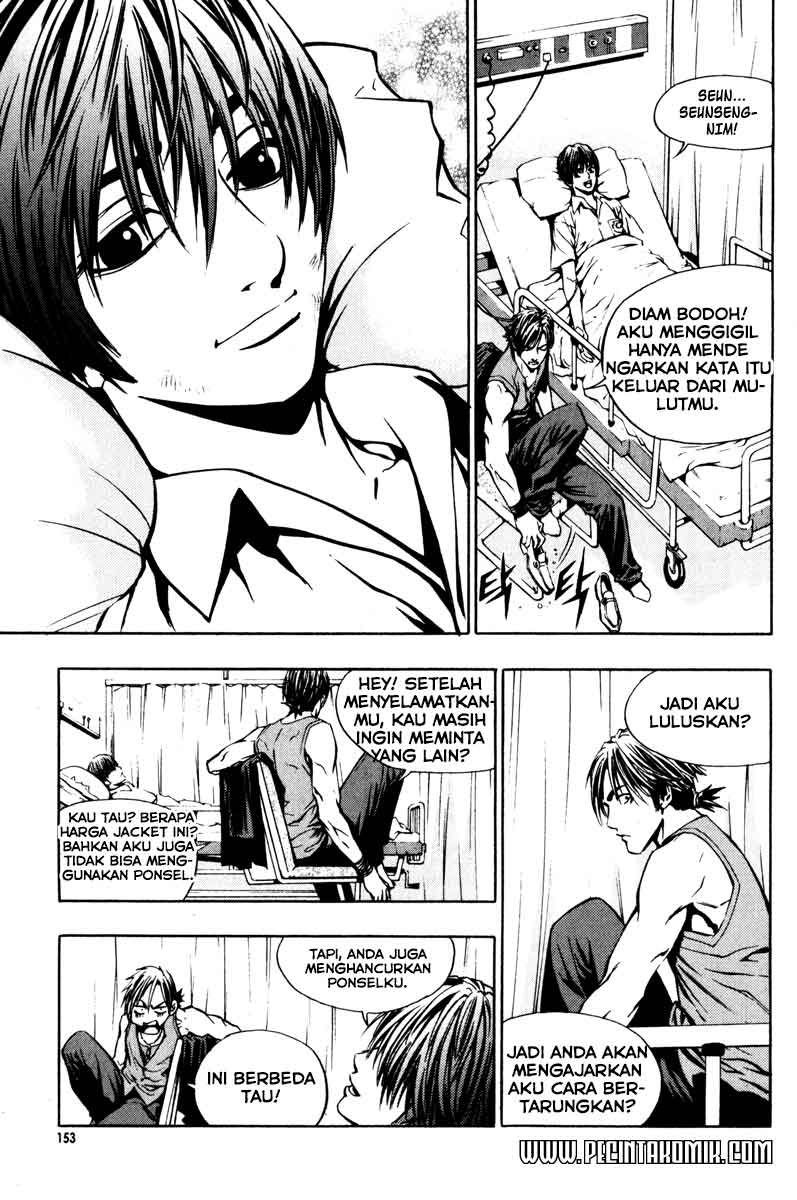 SEUN...
SEUNSENG-
NIM!
DIAM BODOH!
AKU MENGGIGIL
HANYA MENDE
NGARKAN KATA ITU
KELUAR DARI MU-
LUTMU.
탁
탁
HEY! SETELAH
MENYELAMATKAN-
MU, KAU MASIH
INGIN MEMINTA
YANG LAIN?
KAU TAU? BERAPA
HARGA JACKET INI?
BAHKAN AKU JUGA
TIDAK BISA MENG-
GUNAKAN PONSEL.
JADI AKU
LULUSKAN?
JADI ANDA AKAN
MENGAJARKAN
AKU CARA BER-
TARUNGKAN?
TAPI, ANDA JUGA
MENGHANCURKAN
PONSELKU.
INI BERBEDA
TAU!
153
WWW.PECINTAKOMIK.COM